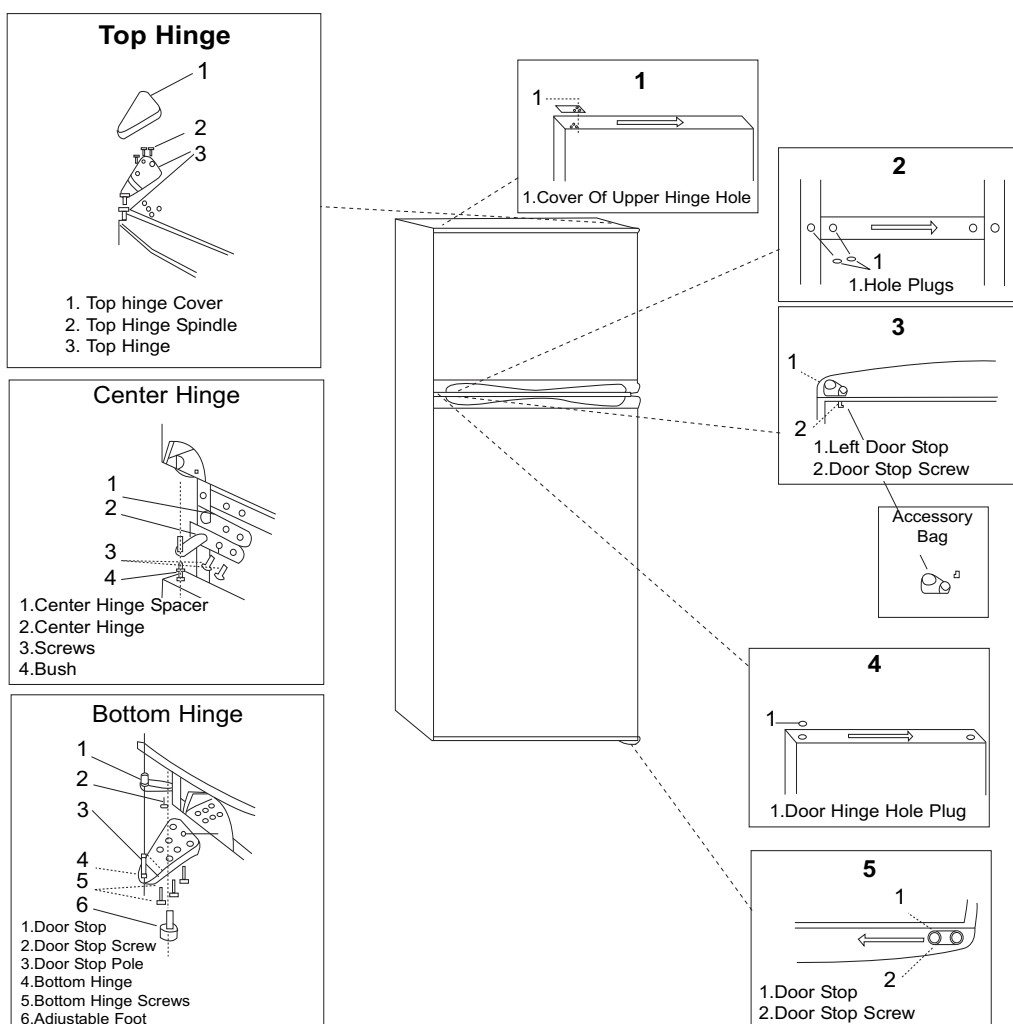 Top Hinge
1
2
3
1. Top hinge Cover
2. Top Hinge Spindle
3. Top Hinge
Center Hinge
1
2
3
4
1.Center Hinge Spacer
2.Center Hinge
3.Screws
4.Bush
Bottom Hinge
1
2
3
4
5
6
1.Door Stop
2.Door Stop Screw
3.Door Stop Pole
4.Bottom Hinge
5.Bottom Hinge Screws
6.Adjustable Foot
1
1
1.Cover Of Upper Hinge Hole
2
1
1.Hole Plugs
3
1
2
1.Left Door Stop
2.Door Stop Screw
Accessory
Bag
4
1
1.Door Hinge Hole Plug
5
1
2
1.Door Stop
2.Door Stop Screw